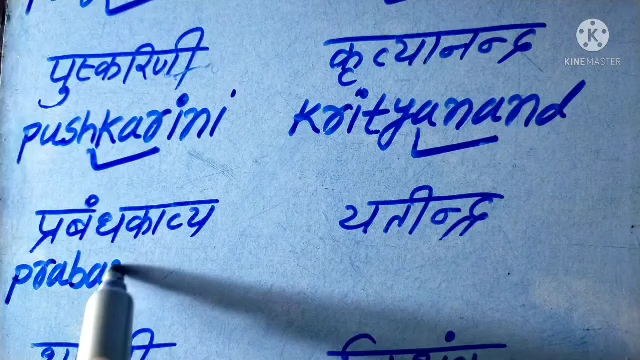 पुस्करिणी कृत्यानन्द्र
pushkarini Krityanand
प्रबंधकाव्य यतीन्द्र
praba
KINEMASTER